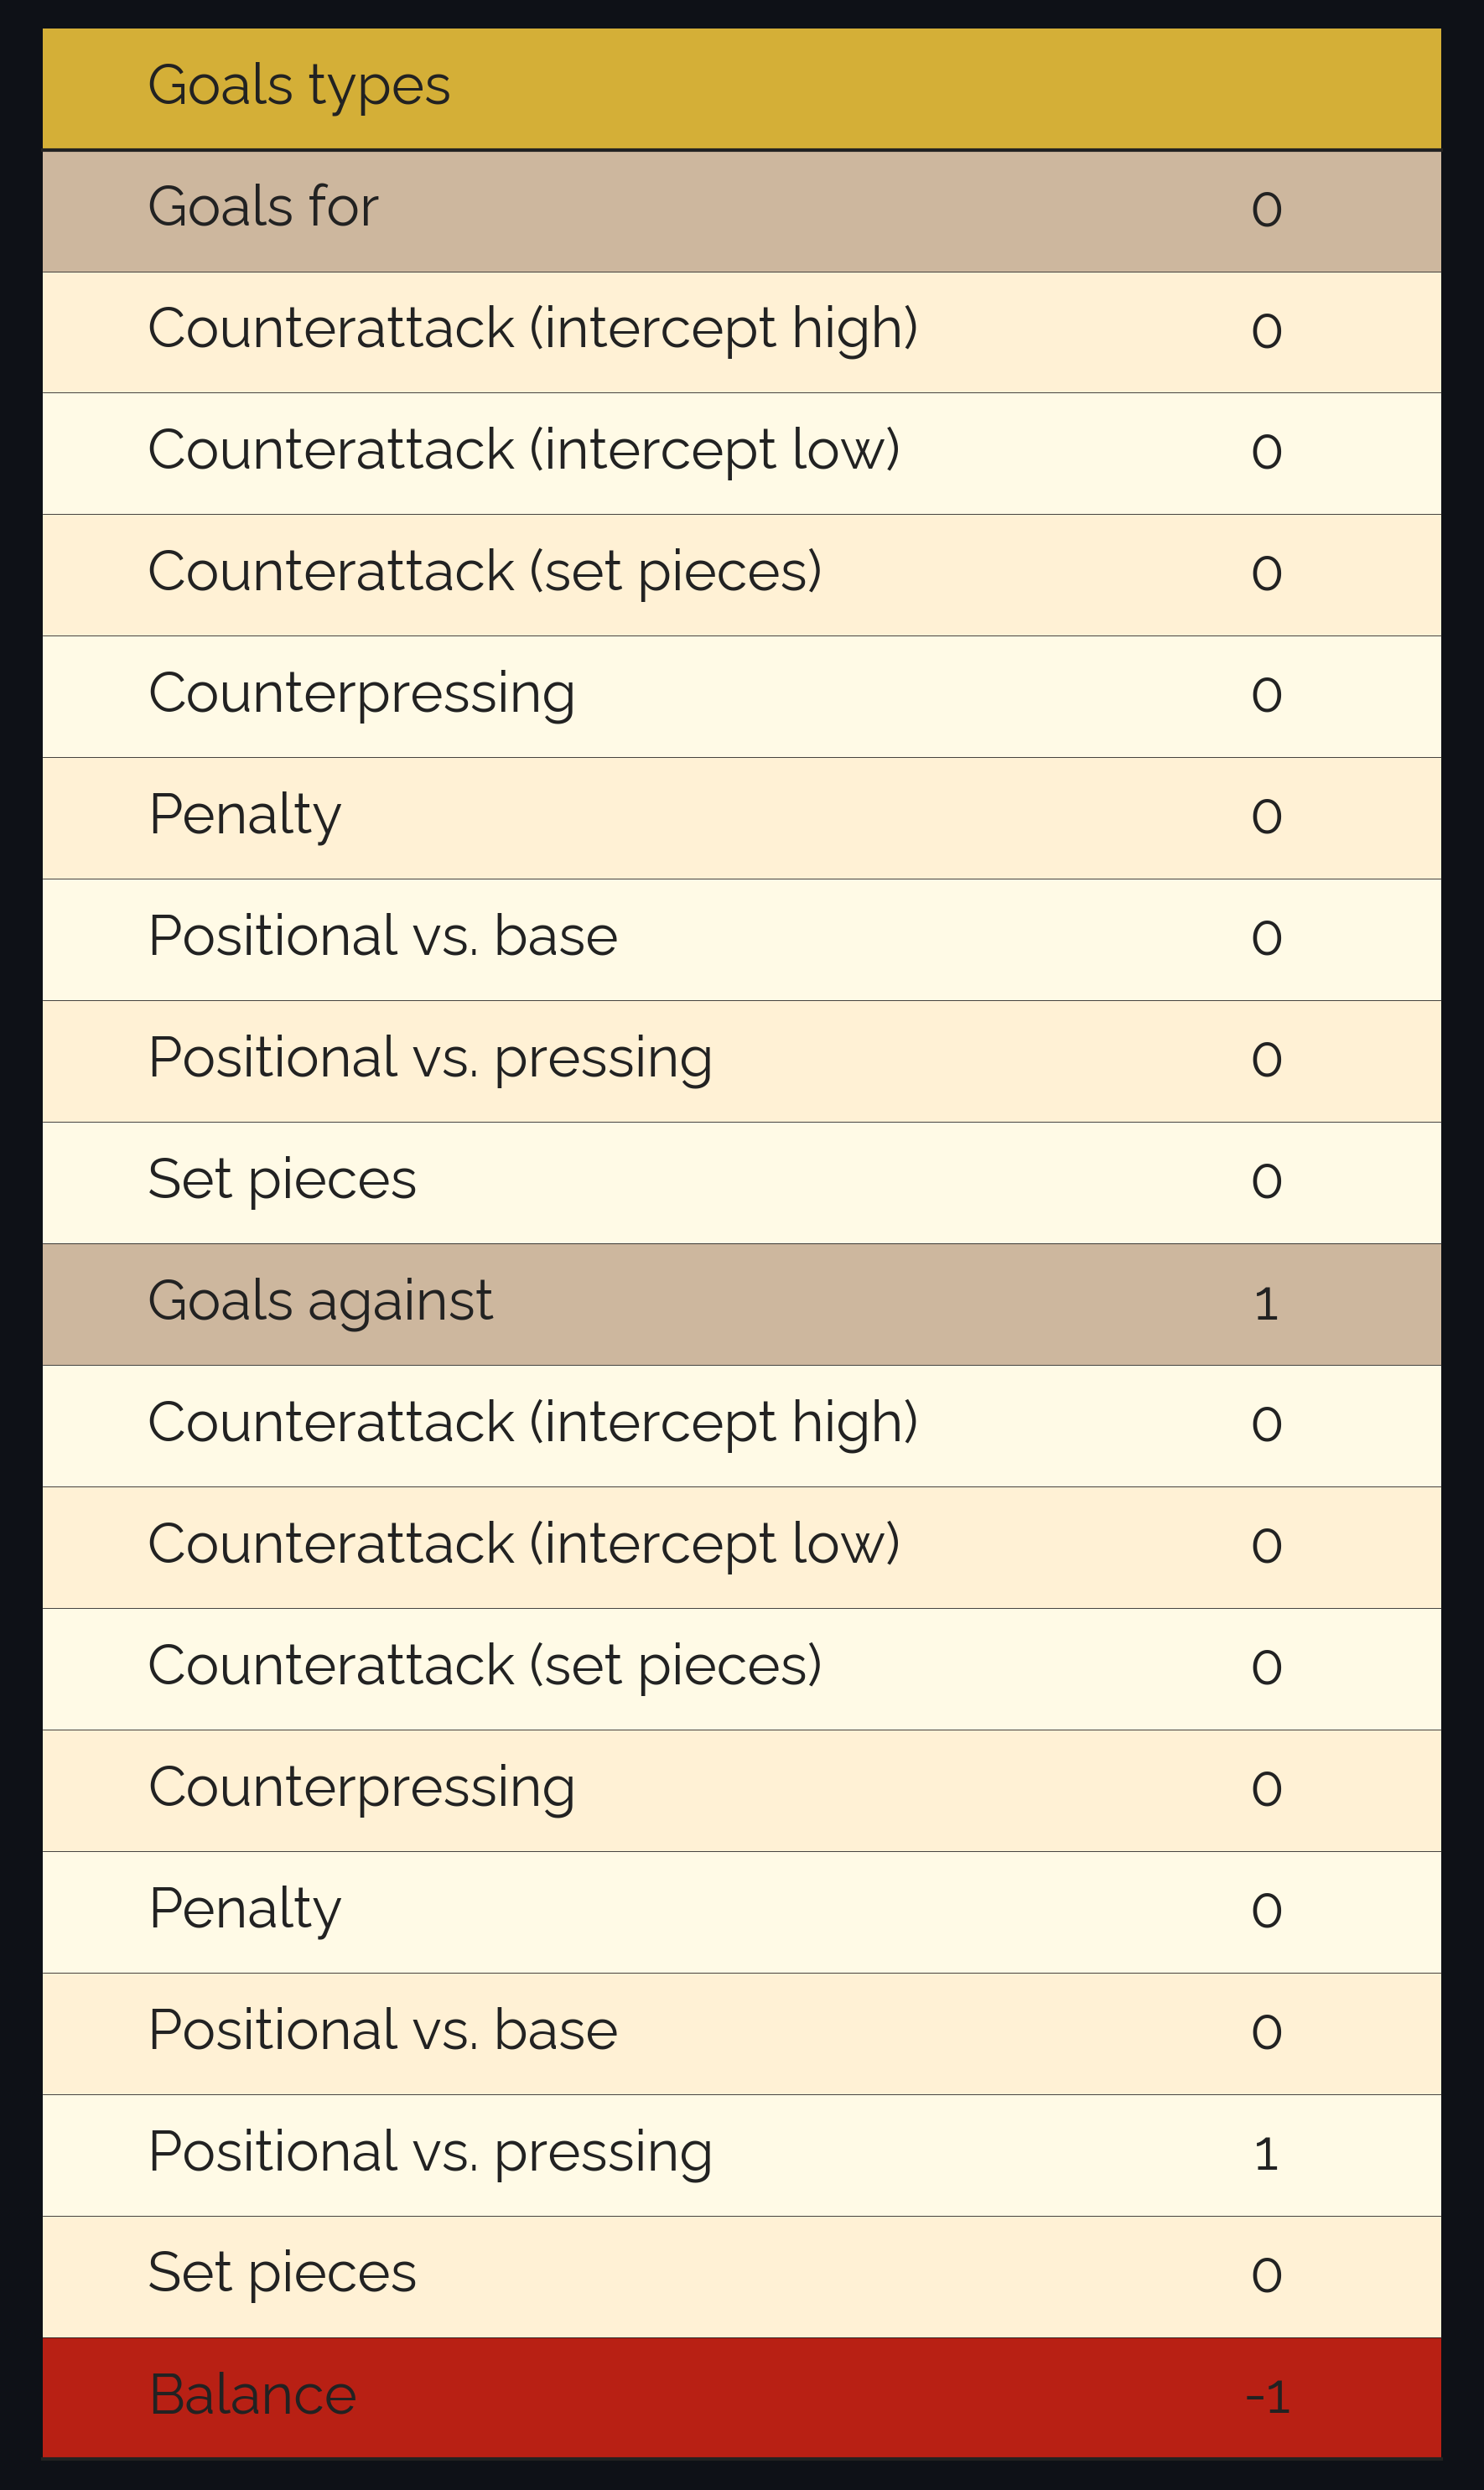 Goals types
Goals for 0
Counterattack (intercept high) 0
Counterattack (intercept low) 0
Counterattack (set pieces) 0
Counterpressing 0
Penalty 0
Positional vs. base 0
Positional vs. pressing 0
Set pieces 0
Goals against 1
Counterattack (intercept high) 0
Counterattack (intercept low) 0
Counterattack (set pieces) 0
Counterpressing 0
Penalty 0
Positional vs. base 0
Positional vs. pressing 1
Set pieces 0
Balance -1